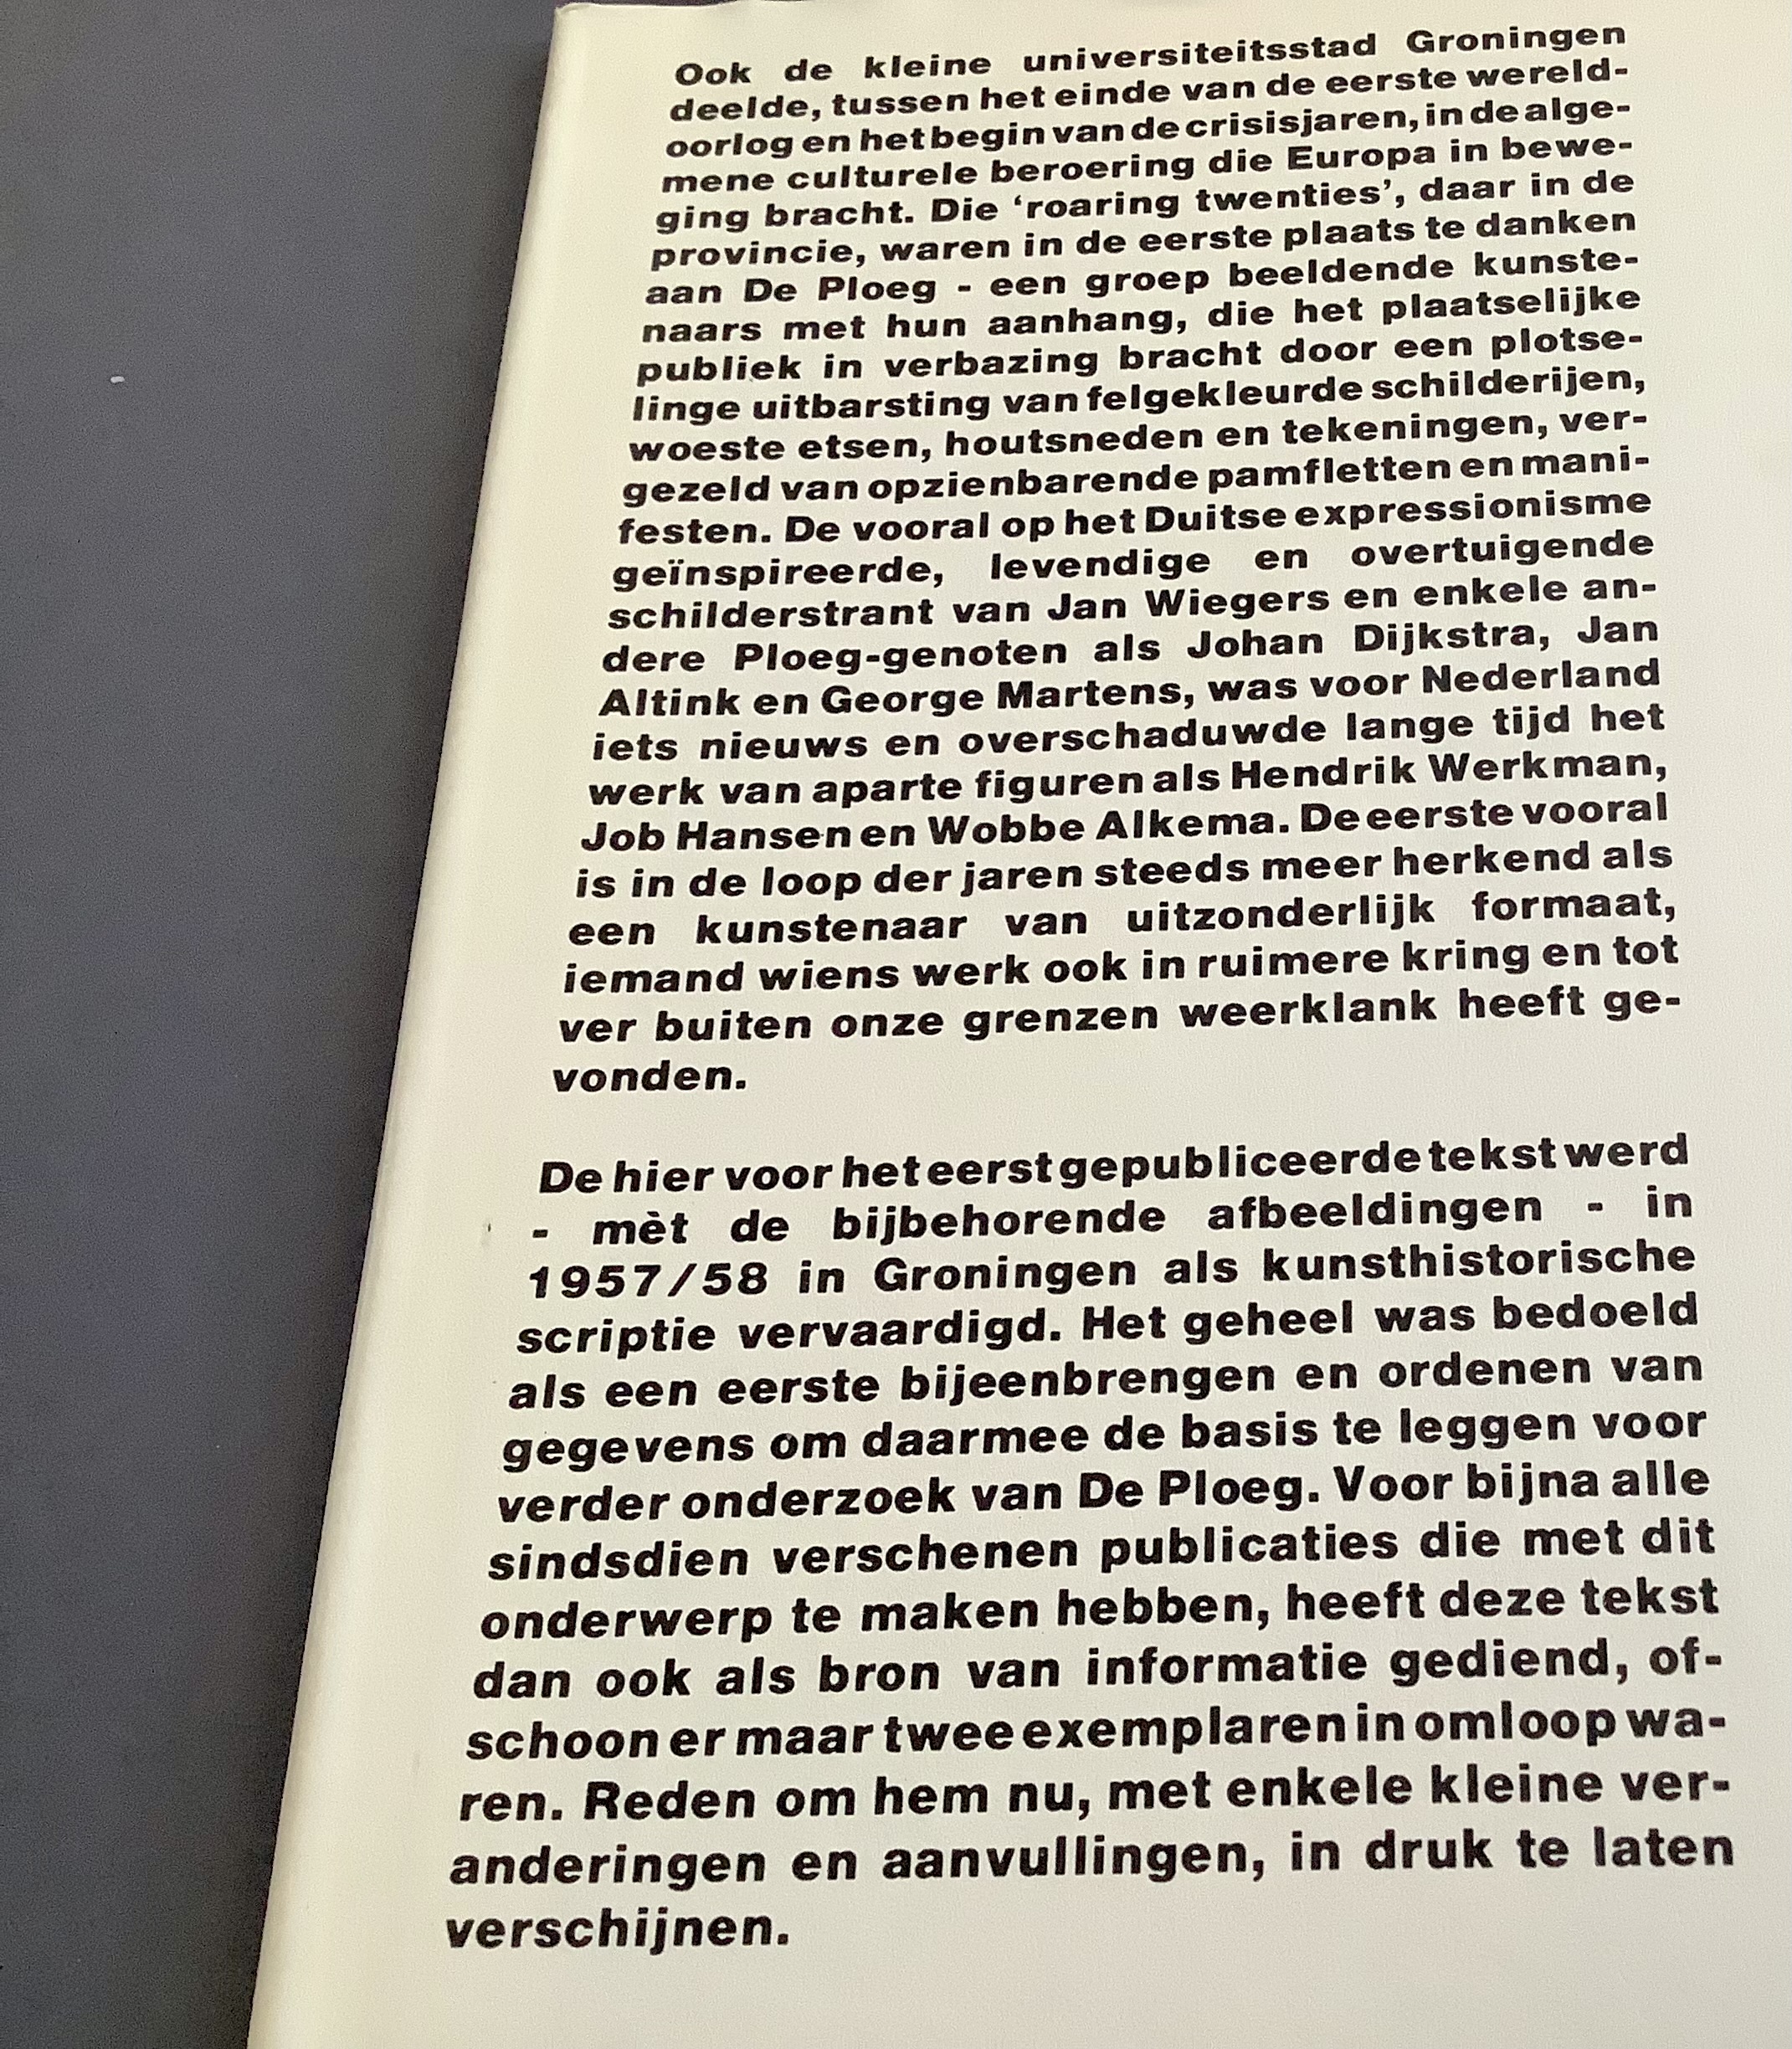 Ook de kleine universiteitsstad Groningen
deelde, tussen het einde van de eerste wereld-
oorlog en het begin van de crisisjaren, in de alge-
mene culturele beroering die Europa in bewe-
ging bracht. Die ‘roaring twenties’, daar in de
provincie, waren in de eerste plaats te danken
aan De Ploeg - een groep beeldende kunste-
naars met hun aanhang, die het plaatselijke
publiek in verbazing bracht door een plotse-
linge uitbarsting van felgekleurde schilderijen,
woeste etsen, houtsneden en tekeningen, ver-
gezeld van opzienbarende pamfletten en mani-
festen. De vooral op het Duitse expressionisme
geïnspireerde, levendige en overtuigende
schilderstrant van Jan Wiegers en enkele an-
dere Ploeg-genoten als Johan Dijkstra, Jan
Altink en George Martens, was voor Nederland
iets nieuws en overschaduwde lange tijd het
werk van aparte figuren als Hendrik Werkman,
Job Hansen en Wobbe Alkema. De eerste vooral
is in de loop der jaren steeds meer herkend als
een kunstenaar van uitzonderlijk formaat,
iemand wiens werk ook in ruimere kring en tot
ver buiten onze grenzen weerklank heeft ge-
vonden.
De hier voor het eerst gepubliceerde tekst werd
- mèt de bijbehorende afbeeldingen - in
1957/58 in Groningen als kunsthistorische
scriptie vervaardigd. Het geheel was bedoeld
als een eerste bijeenbrengen en ordenen van
gegevens om daarmee de basis te leggen voor
verder onderzoek van De Ploeg. Voor bijna alle
sindsdien verschenen publicaties die met dit
onderwerp te maken hebben, heeft deze tekst
dan ook als bron van informatie gediend, of-
schoon er maar twee exemplaren in omloop wa-
ren. Reden om hem nu, met enkele kleine ver-
anderingen en aanvullingen, in druk te laten
verschijnen.